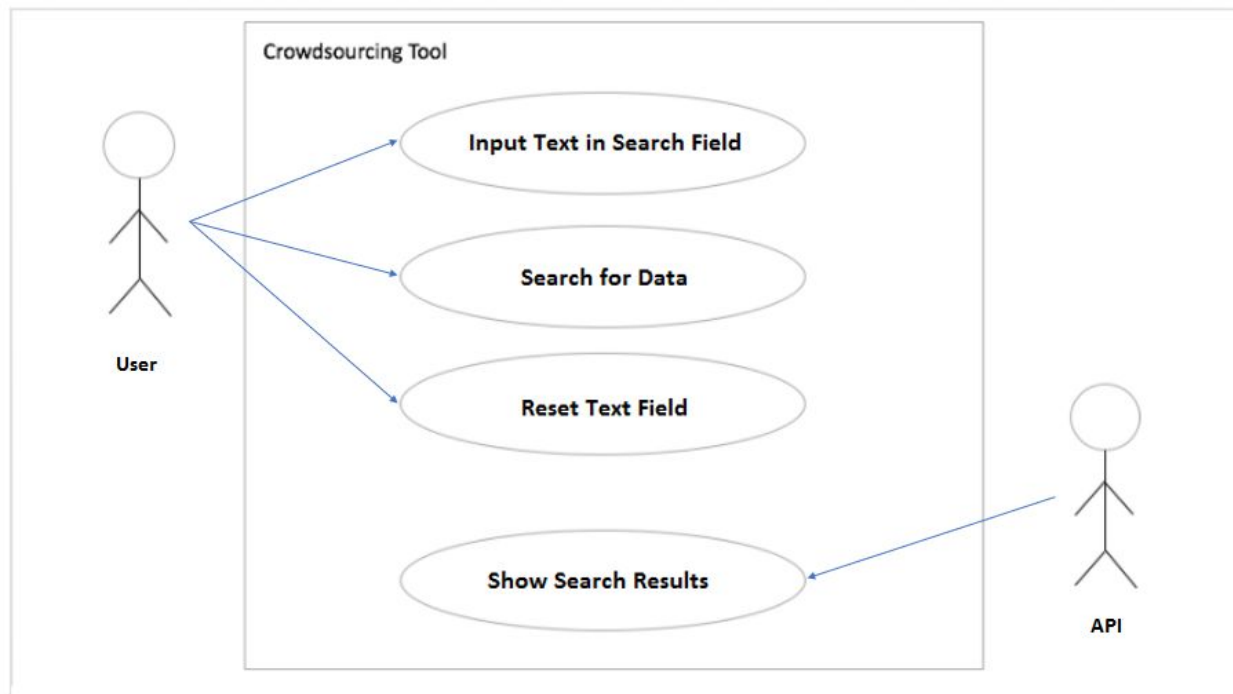 Crowdsourcing Tool
Input Text in Search Field
Search for Data
User
Reset Text Field
Show Search Results
API